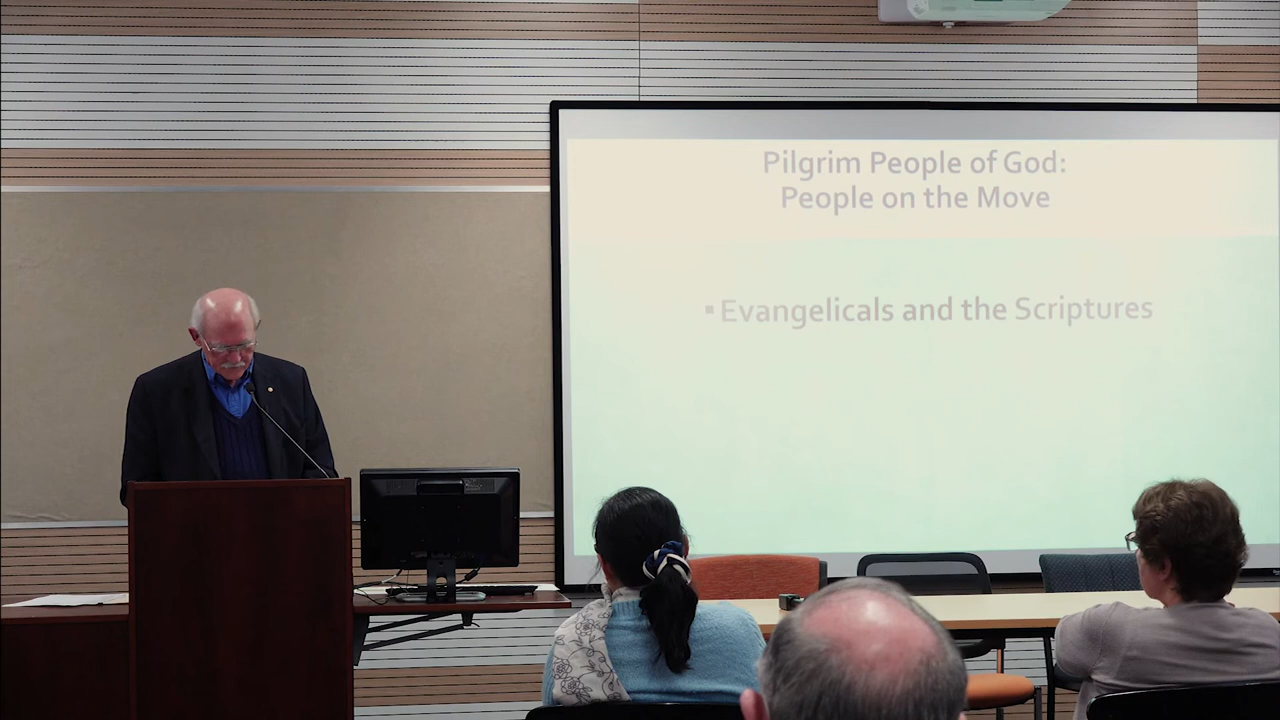 Pilgrim People of God:
People on the Move
▪ Evangelicals and the Scriptures